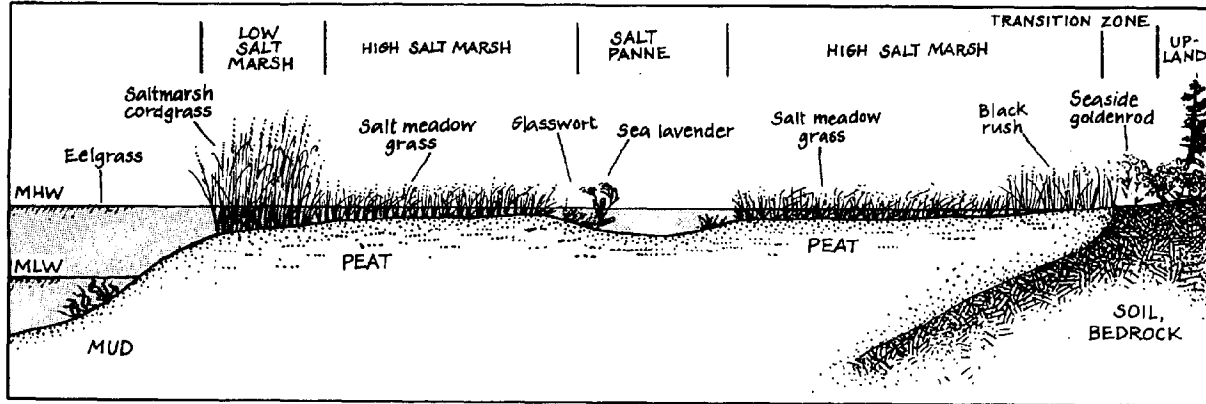 TRANSITION ZONE
LOW
SALT
MARSH
HIGH SALT MARSH
SALT
PANNE
HIGH SALT MARSH
UP-
LAND
Saltmarsh
cordgrass
Eelgrass
Salt meadow
grass
Glasswort
Sea lavender
Salt meadow
grass
Black
rush
Seaside
goldenrod
MHW
MLW
PEAT
PEAT
MUD
SOIL,
BEDROCK